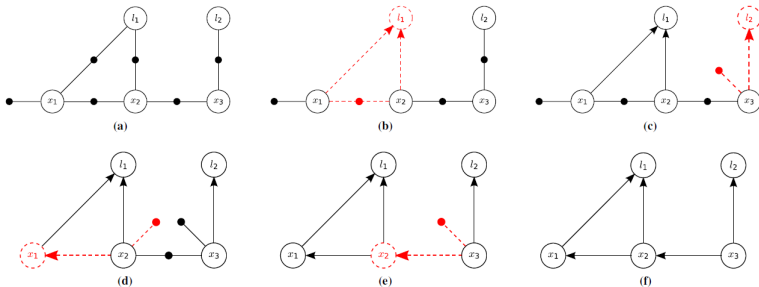 l₁ l₂
x₁ x₂ x₃
(a)
l₁ l₂
x₁ x₂ x₃
(b)
l₁ l₂
x₁ x₂ x₃
(c)
l₁ l₂
x₁ x₂ x₃
(d)
l₁ l₂
x₁ x₂ x₃
(e)
l₁ l₂
x₁ x₂ x₃
(f)